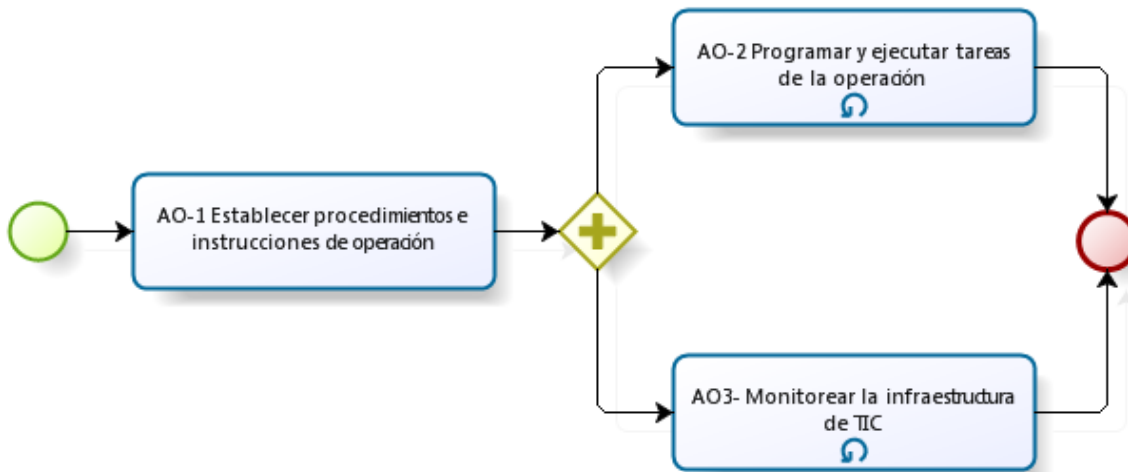 AO-1 Establecer procedimientos e
instrucciones de operación
AO-2 Programar y ejecutar tareas
de la operación
AO3- Monitorear la infraestructura
de TIC